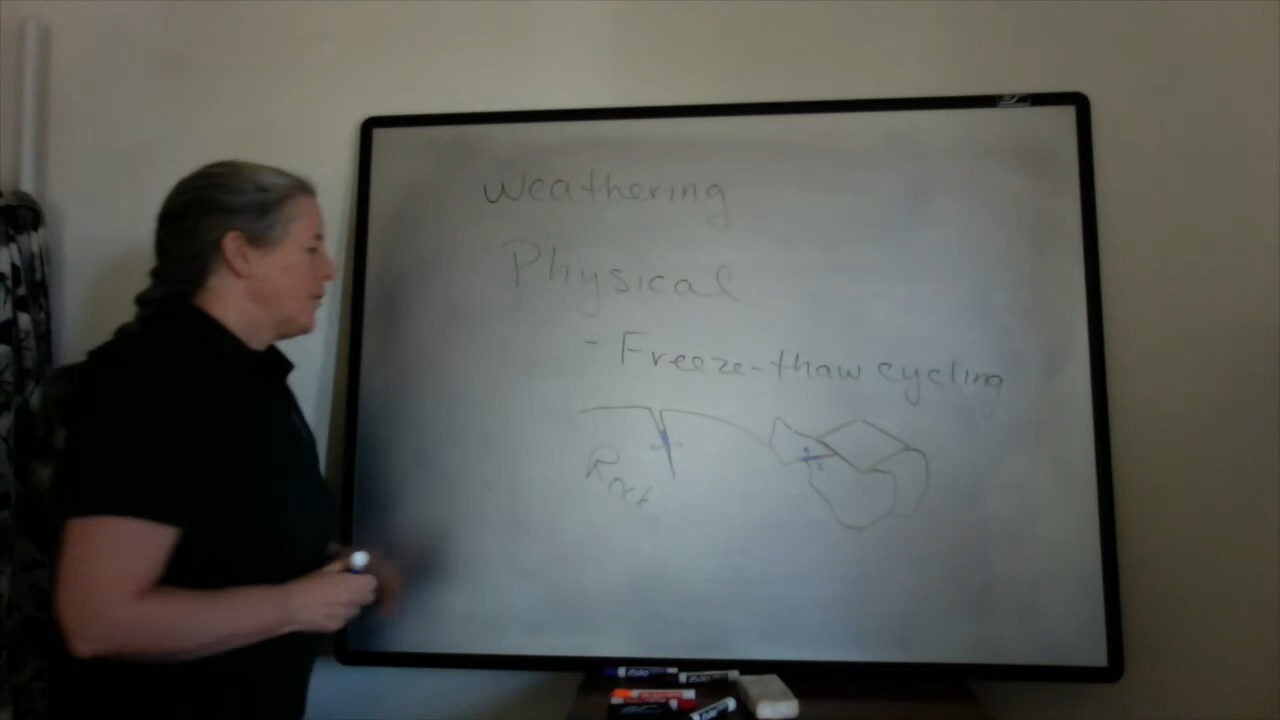 Weathering
Physical
- Freeze-thaw cycling
Rock